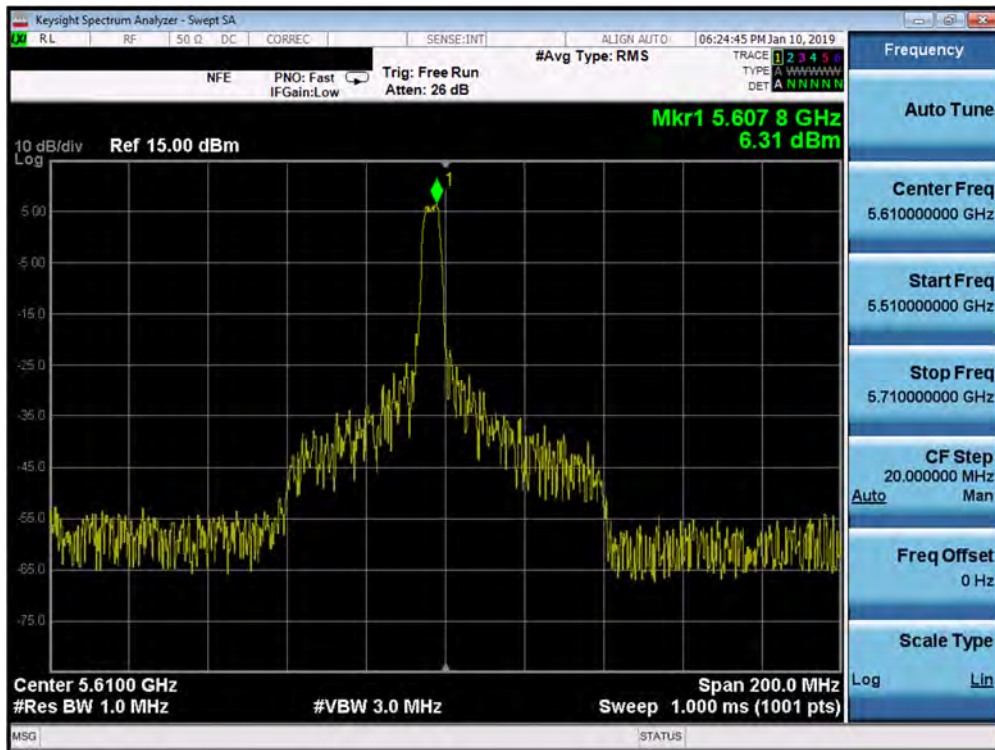 Keysight Spectrum Analyzer - Swept SA
LXI RL RF 50 Ω DC CORREC SENSE:INT ALIGN AUTO 06:24:45 PM Jan 10, 2019
NFE PNO: Fast Trig: Free Run #Avg Type: RMS TRACE 1 2 3 4 5 6
IFGain:Low Atten: 26 dB TYPE A WWWWW
DET A N N N N N
Mkr1 5.607 8 GHz
6.31 dBm
10 dB/div Ref 15.00 dBm
Log
1
5.00
-5.00
-15.0
-25.0
-35.0
-45.0
-55.0
-65.0
-75.0
Center 5.6100 GHz Span 200.0 MHz
#Res BW 1.0 MHz #VBW 3.0 MHz Sweep 1.000 ms (1001 pts)
MSG STATUS
Frequency
Auto Tune
Center Freq
5.610000000 GHz
Start Freq
5.510000000 GHz
Stop Freq
5.710000000 GHz
CF Step
20.000000 MHz
Auto Man
Freq Offset
0 Hz
Scale Type
Log Lin